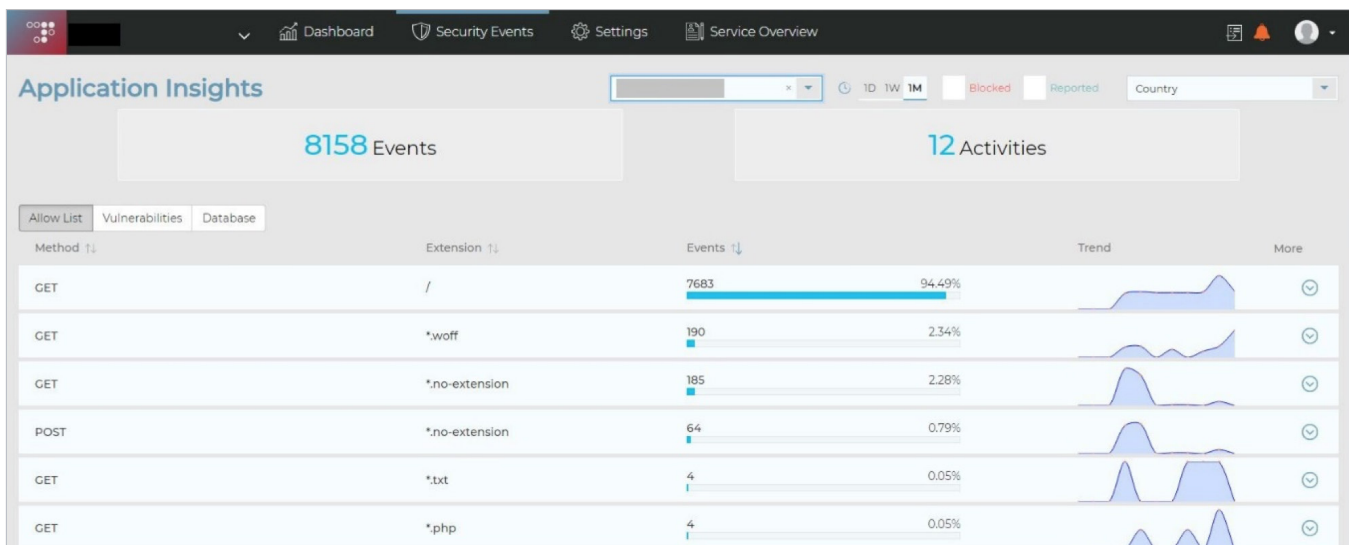 Dashboard Security Events Settings Service Overview
Application Insights × 1D 1W 1M Blocked Reported Country
8158 Events 12 Activities
Allow List Vulnerabilities Database
Method Extension Events Trend More
GET / 7683 94.49%
GET *.woff 190 2.34%
GET *.no-extension 185 2.28%
POST *.no-extension 64 0.79%
GET *.txt 4 0.05%
GET *.php 4 0.05%